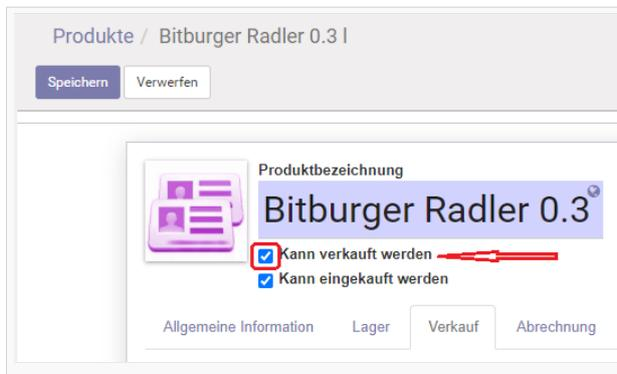 Produkte / Bitburger Radler 0.3 l
Speichern Verwerfen
Produktbezeichnung
Bitburger Radler 0.3
Kann verkauft werden
Kann eingekauft werden
Allgemeine Information Lager Verkauf Abrechnung